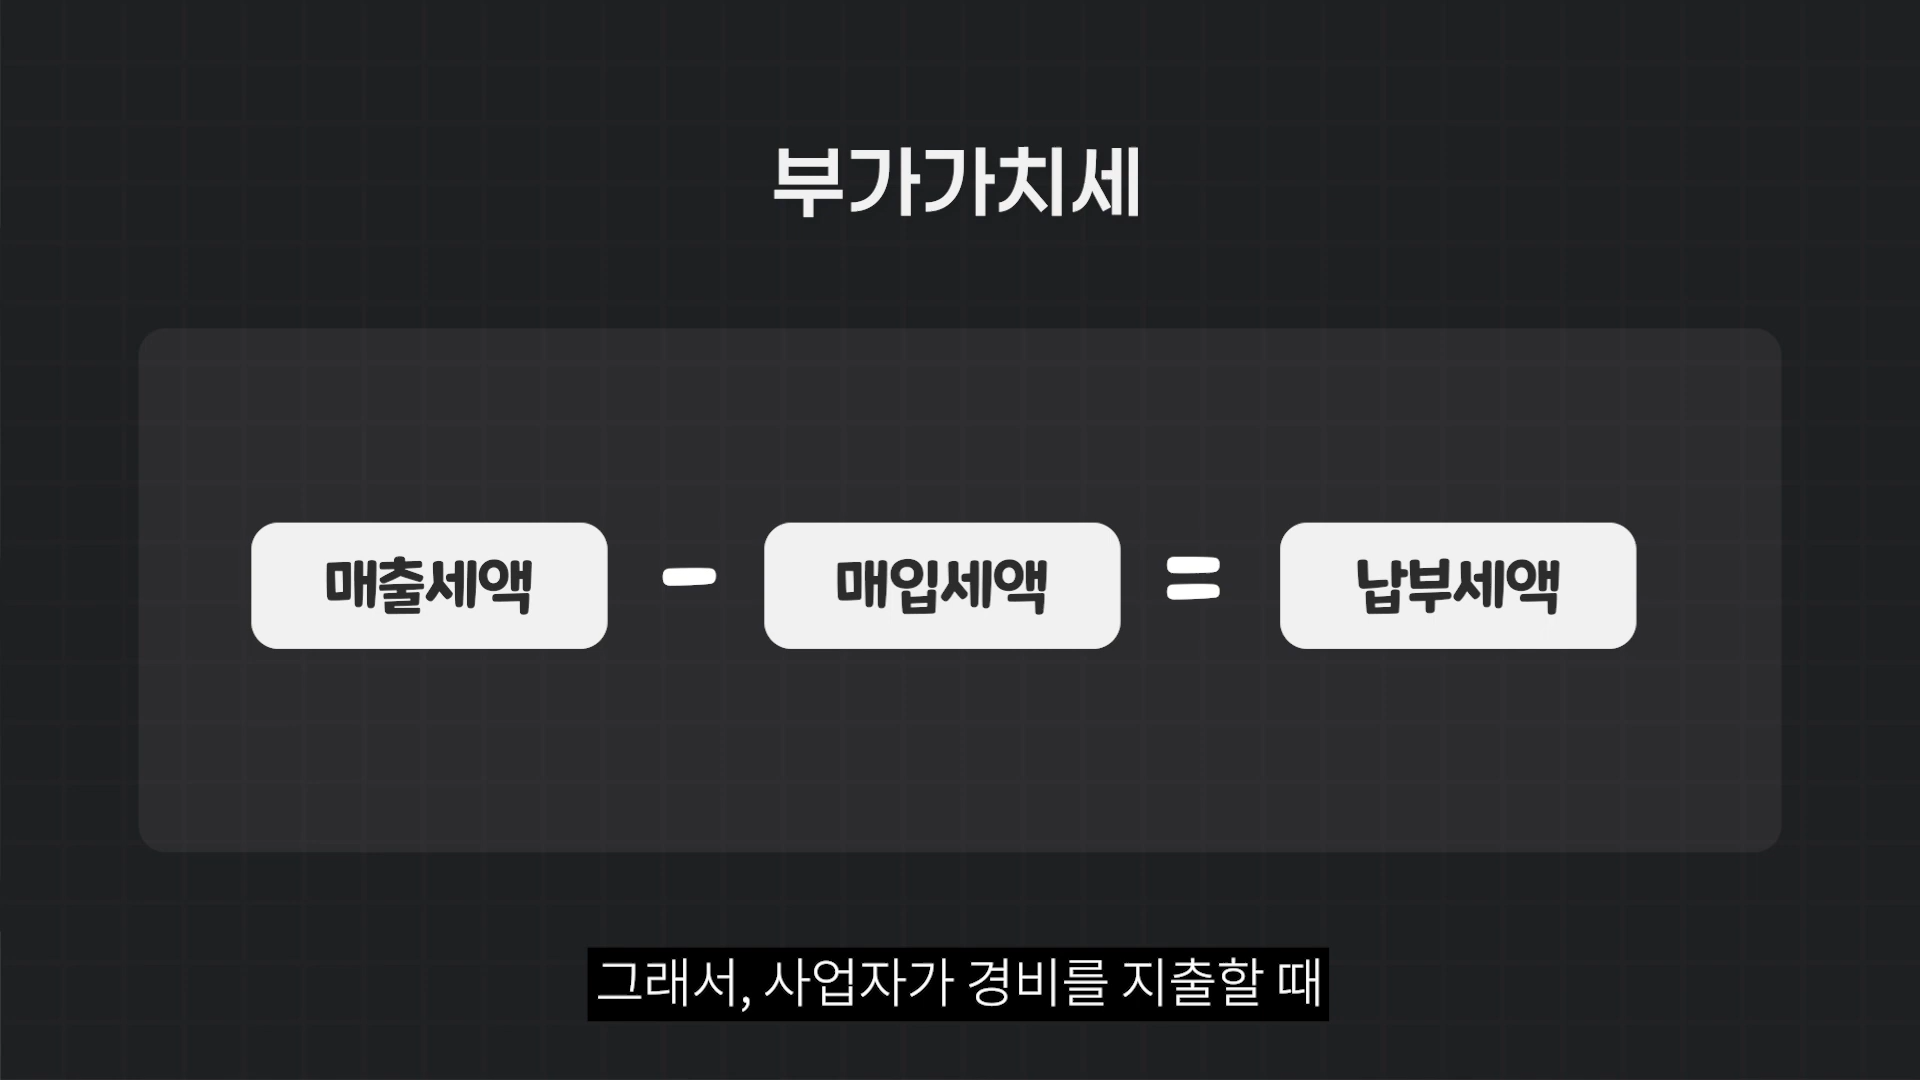 부가가치세
매출세액 - 매입세액 = 납부세액
그래서, 사업자가 경비를 지출할 때